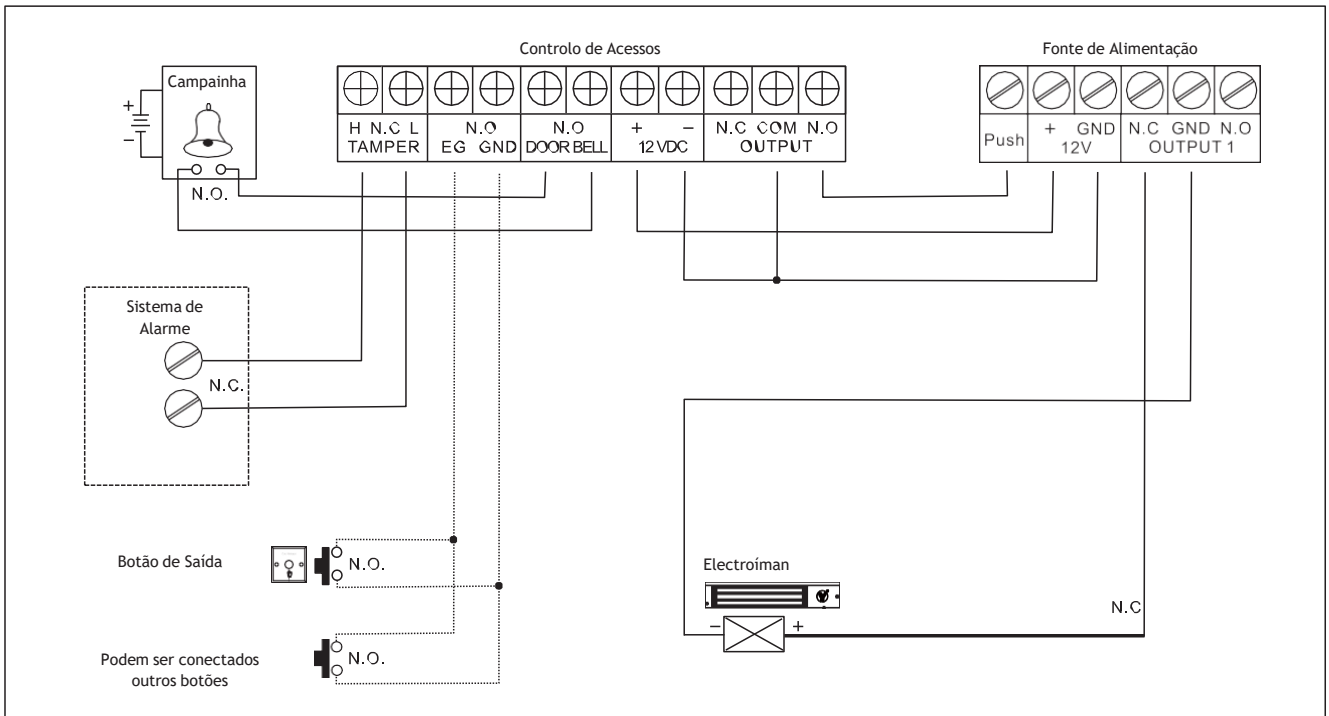 Controlo de Acessos
Fonte de Alimentação
Campainha
+
–
N.O.
H N.C L
TAMPER
N.O
EG GND
N.O
DOOR BELL
+ –
12 VDC
N.C COM N.O
OUTPUT
Push
+ GND
12V
N.C GND N.O
OUTPUT 1
Sistema de
Alarme
N.C.
Botão de Saída
N.O.
Podem ser conectados
outros botões
N.O.
Electroíman
– +
N.C